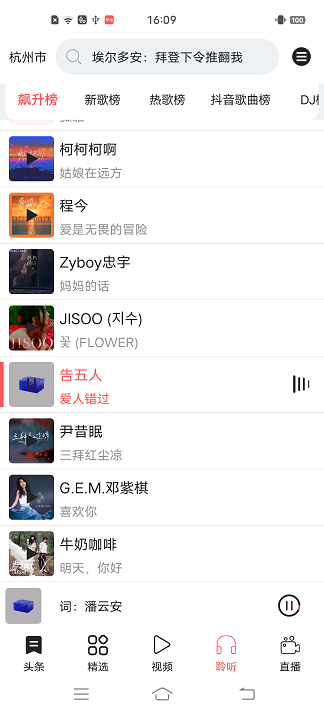 16:09
100
杭州市
埃尔多安：拜登下令推翻我
飙升榜 新歌榜 热歌榜 抖音歌曲榜
柯柯柯啊
姑娘在远方
程今
爱是无畏的冒险
Zyboy忠宇
妈妈的话
JISOO (지수)
꽃 (FLOWER)
告五人
爱人错过
尹昔眠
三拜红尘凉
G.E.M.邓紫棋
喜欢你
牛奶咖啡
明天，你好
词：潘云安
头条 精选 视频 聆听 直播